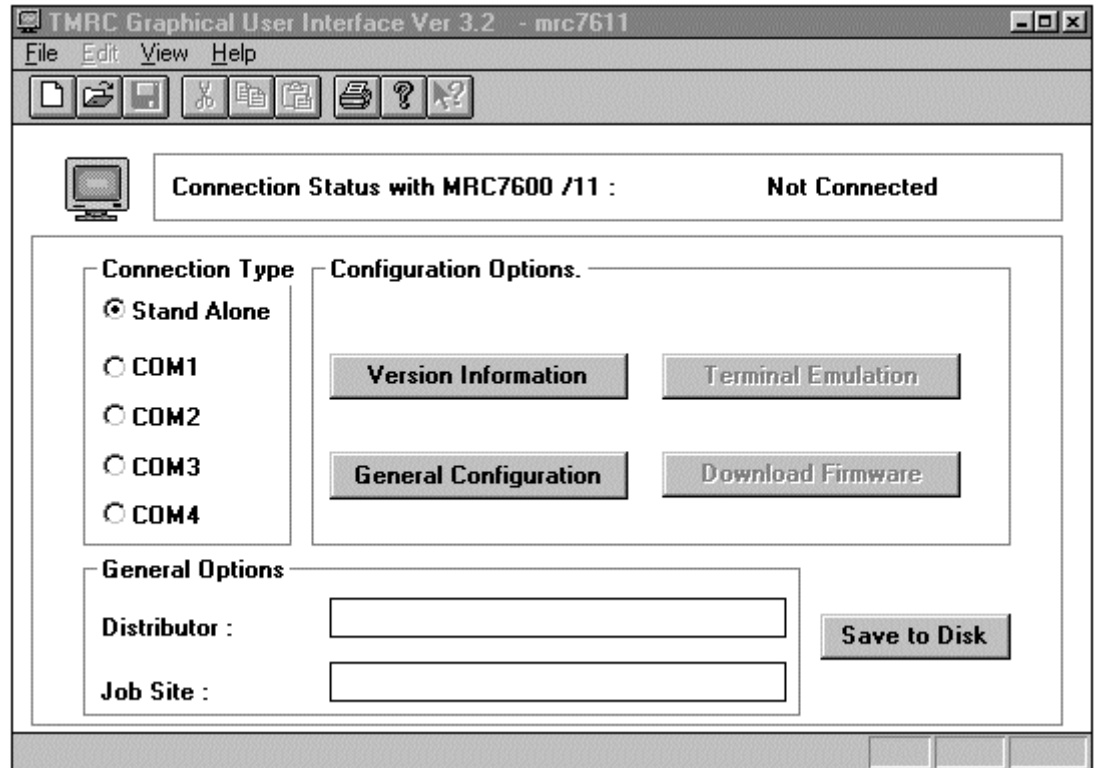 TMRC Graphical User Interface Ver 3.2 - mrc7611
File Edit View Help
Connection Status with MRC7600 /11 : Not Connected
Connection Type
Stand Alone
COM1
COM2
COM3
COM4
Configuration Options.
Version Information Terminal Emulation
General Configuration Download Firmware
General Options
Distributor :
Job Site :
Save to Disk